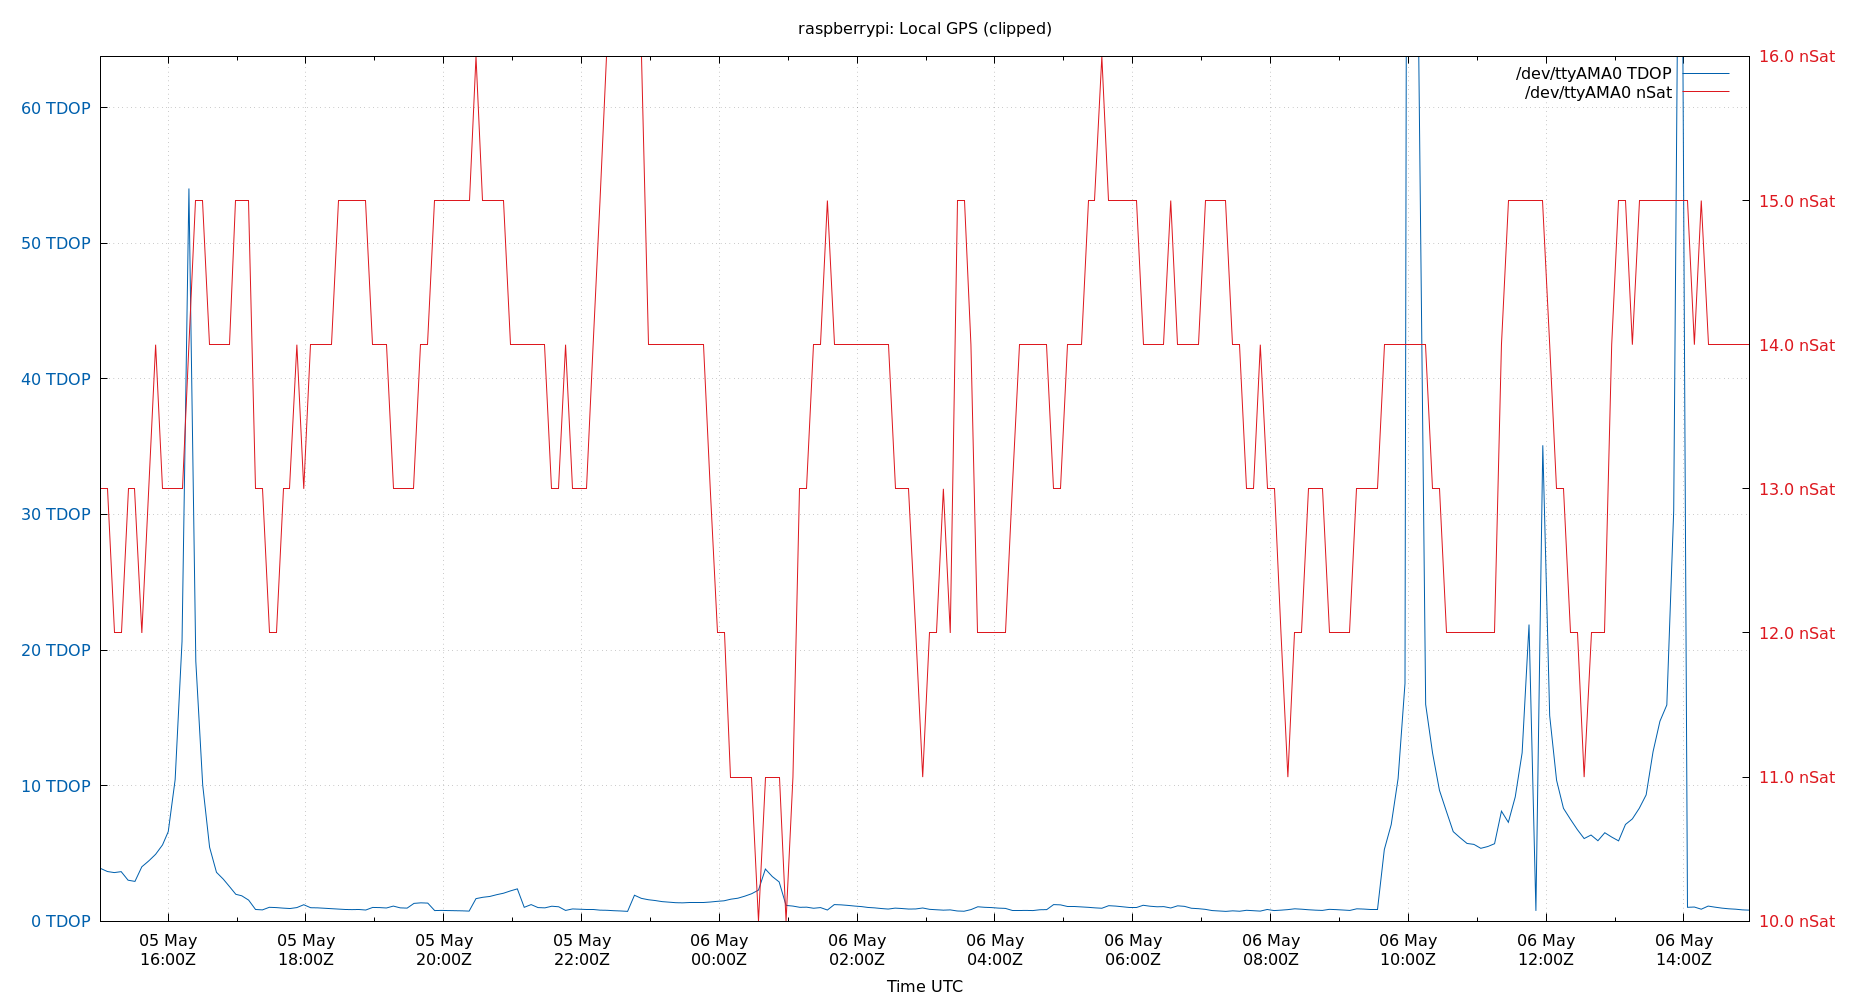 raspberrypi: Local GPS (clipped)
/dev/ttyAMA0 TDOP
/dev/ttyAMA0 nSat
60 TDOP
50 TDOP
40 TDOP
30 TDOP
20 TDOP
10 TDOP
0 TDOP
16.0 nSat
15.0 nSat
14.0 nSat
13.0 nSat
12.0 nSat
11.0 nSat
10.0 nSat
05 May
16:00Z
05 May
18:00Z
05 May
20:00Z
05 May
22:00Z
06 May
00:00Z
06 May
02:00Z
06 May
04:00Z
06 May
06:00Z
06 May
08:00Z
06 May
10:00Z
06 May
12:00Z
06 May
14:00Z
Time UTC